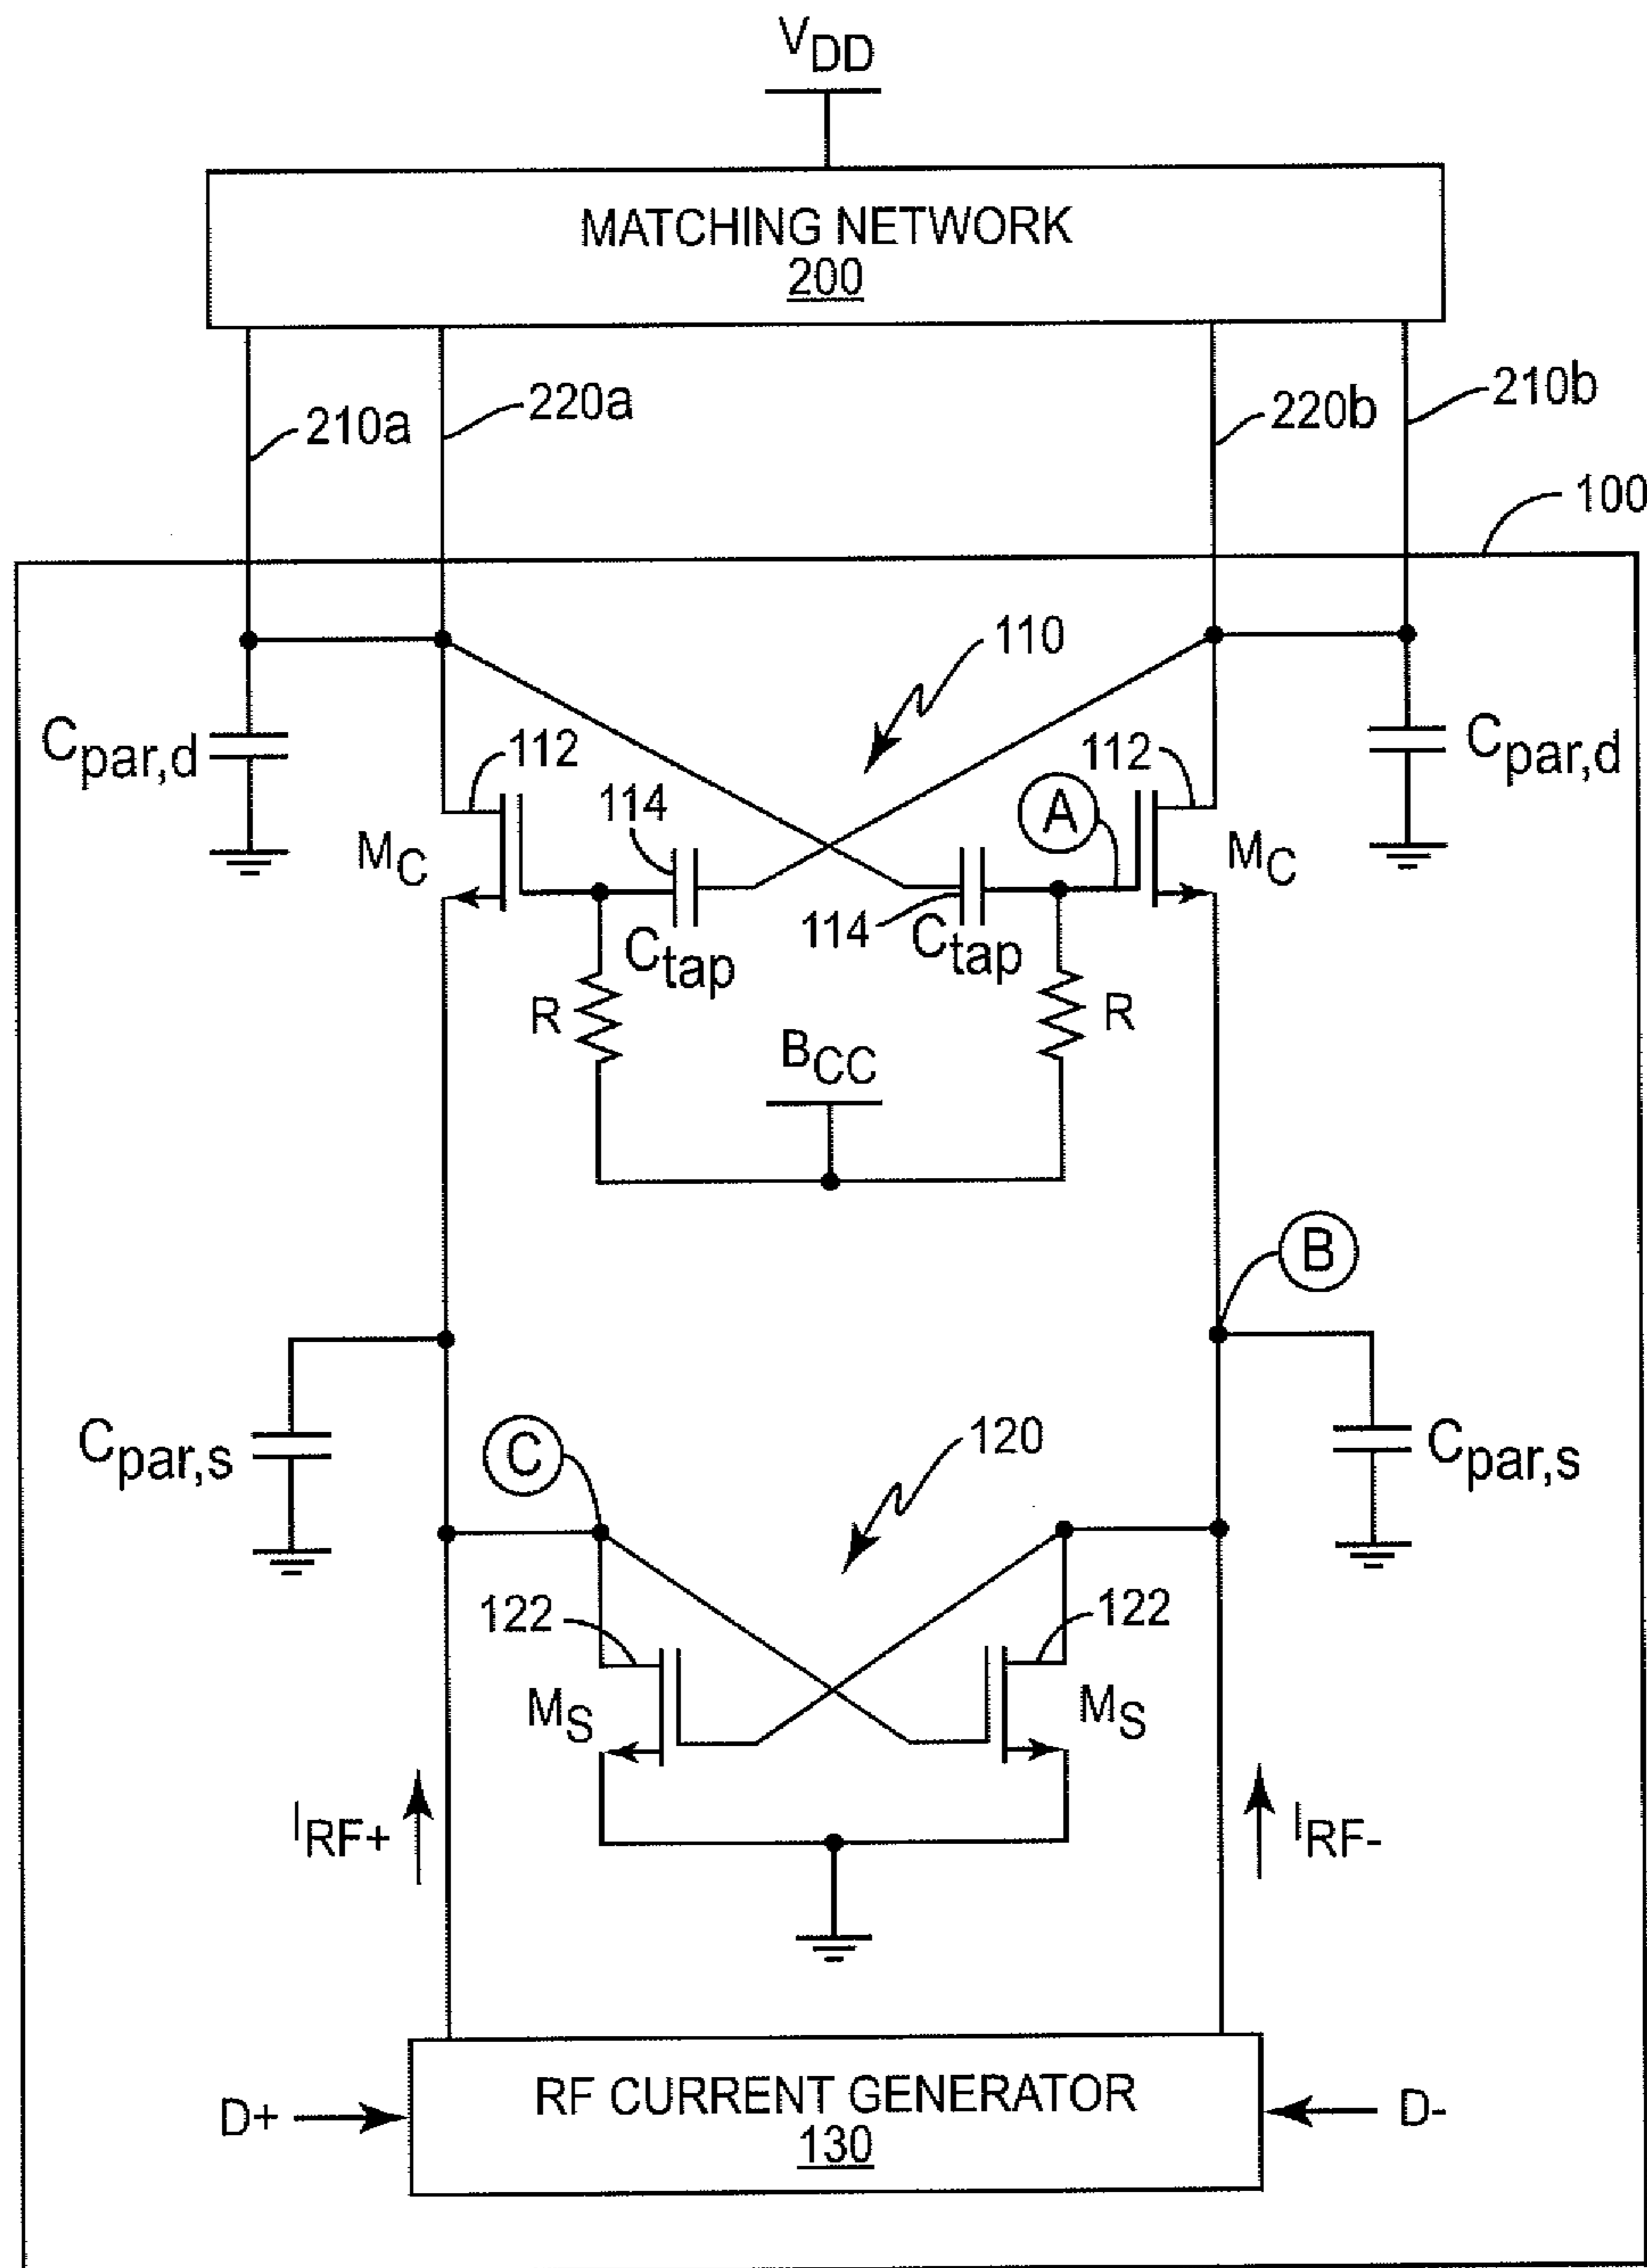 VDD
MATCHING NETWORK
200
210a
220a
220b
210b
100
110
Cpar,d
112
114
A
112
Cpar,d
MC
MC
Ctap
114
Ctap
R
R
BCC
B
Cpar,s
C
120
Cpar,s
122
122
MS
MS
IRF+
IRF-
D+
RF CURRENT GENERATOR
130
D-